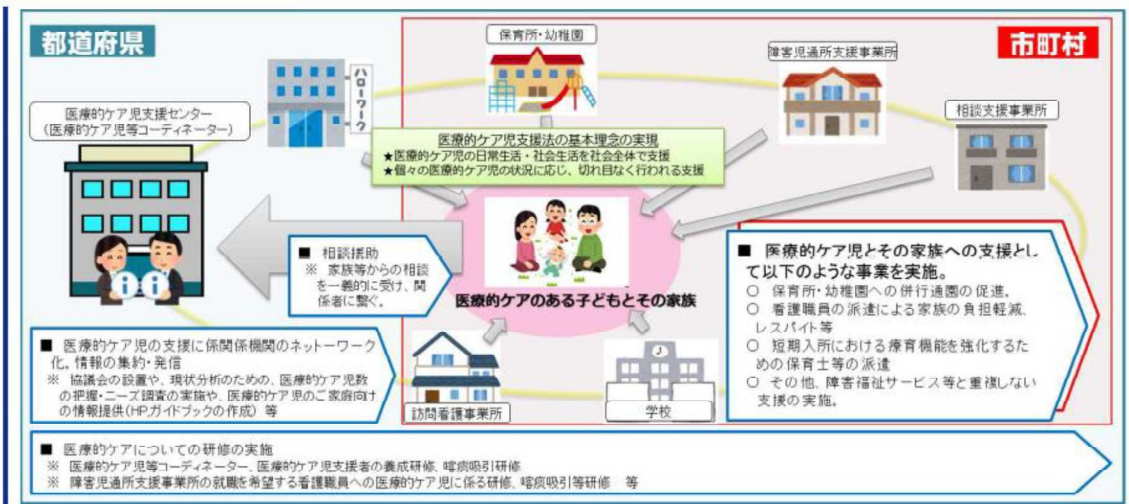 都道府県
市町村
保育所・幼稚園
障害児通所支援事業所
相談支援事業所
ハローワーク
医療的ケア児支援センター
(医療的ケア児等コーディネーター)
医療的ケア児支援法の基本理念の実現
★医療的ケア児の日常生活・社会生活を社会全体で支援
★個々の医療的ケア児の状況に応じ、切れ目なく行われる支援
■ 相談援助
※ 家族等からの相談
を一義的に受け、関
係者に繋ぐ。
医療的ケアのある子どもとその家族
■ 医療的ケア児とその家族への支援とし
て以下のような事業を実施。
○ 保育所・幼稚園への併行通園の促進。
○ 看護職員の派遣による家族の負担軽減、
レスパイト等
○ 短期入所における療育機能を強化するた
めの保育士等の派遣
○ その他、障害福祉サービス等と重複しない
支援の実施。
■ 医療的ケア児の支援に係関係機関のネットーワーク
化。情報の集約・発信
※ 協議会の設置や、現状分析のための、医療的ケア児数
の把握・ニーズ調査の実施や、医療的ケア児のご家庭向け
の情報提供(HP,ガイドブックの作成) 等
訪問看護事業所
学校
■ 医療的ケアについての研修の実施
※ 医療的ケア児等コーディネーター、医療的ケア児支援者の養成研修、喀痰吸引研修
※ 障害児通所支援事業所の就職を希望する看護職員への医療的ケア児に係る研修、喀痰吸引等研修 等